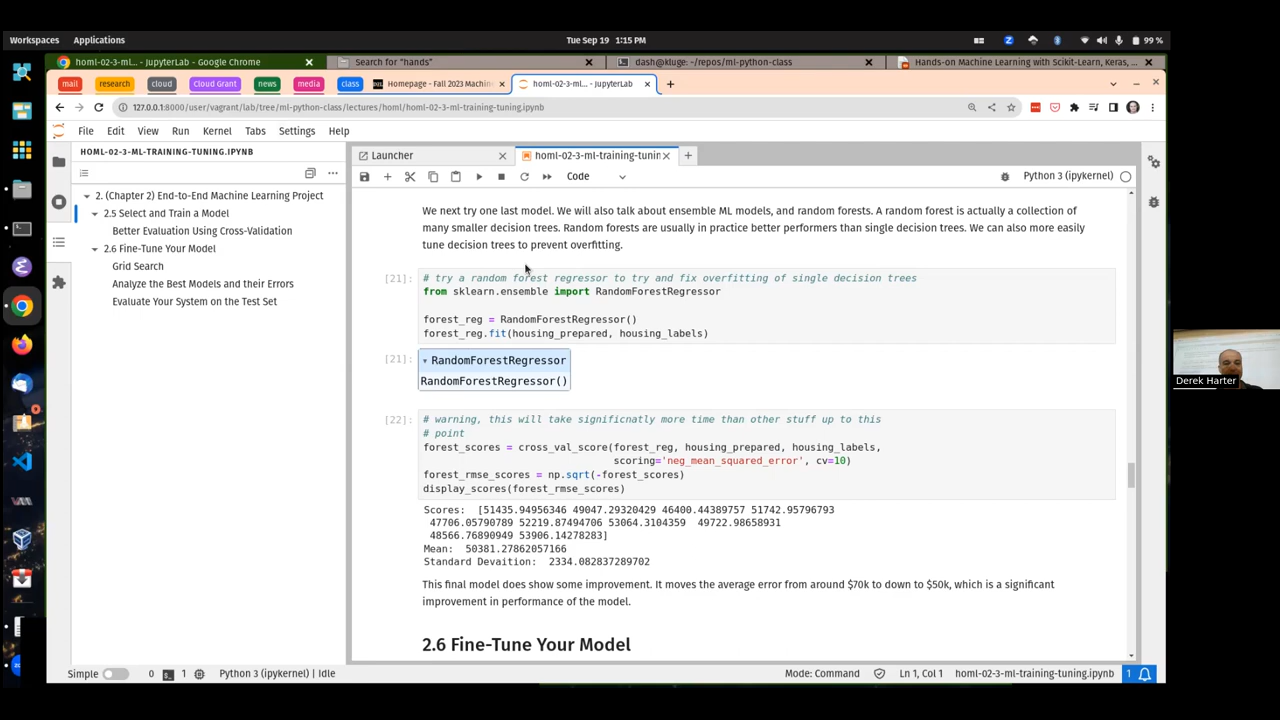 Workspaces Applications Tue Sep 19 1:15 PM 99 %
homl-02-3-ml... - JupyterLab - Google Chrome Search for "hands" dash@kluge: ~/repos/ml-python-class Hands-on Machine Learning with Scikit-Learn, Keras, ...
mail research cloud Cloud Grant news media class Homepage - Fall 2023 Machin homl-02-3-ml... - JupyterLab
127.0.0.1:8000/user/vagrant/lab/tree/ml-python-class/lectures/homl/homl-02-3-ml-training-tuning.ipynb
File Edit View Run Kernel Tabs Settings Help
HOML-02-3-ML-TRAINING-TUNING.IPYNB
Launcher
homl-02-3-ml-training-tunin
Code
Python 3 (ipykernel)
2. (Chapter 2) End-to-End Machine Learning Project
2.5 Select and Train a Model
Better Evaluation Using Cross-Validation
2.6 Fine-Tune Your Model
Grid Search
Analyze the Best Models and their Errors
Evaluate Your System on the Test Set
We next try one last model. We will also talk about ensemble ML models, and random forests. A random forest is actually a collection of
many smaller decision trees. Random forests are usually in practice better performers than single decision trees. We can also more easily
tune decision trees to prevent overfitting.
[21]: # try a random forest regressor to try and fix overfitting of single decision trees
from sklearn.ensemble import RandomForestRegressor
forest_reg = RandomForestRegressor()
forest_reg.fit(housing_prepared, housing_labels)
[21]: RandomForestRegressor
RandomForestRegressor()
[22]: # warning, this will take significnatly more time than other stuff up to this
# point
forest_scores = cross_val_score(forest_reg, housing_prepared, housing_labels,
scoring='neg_mean_squared_error', cv=10)
forest_rmse_scores = np.sqrt(-forest_scores)
display_scores(forest_rmse_scores)
Scores: [51435.94956346 49047.29320429 46400.44389757 51742.95796793
47706.05790789 52219.87494706 53064.3104359 49722.98658931
48566.76890949 53906.14278283]
Mean: 50381.27862057166
Standard Devaition: 2334.082837289702
This final model does show some improvement. It moves the average error from around $70k to down to $50k, which is a significant
improvement in performance of the model.
2.6 Fine-Tune Your Model
Derek Harter
Simple 0 1 Python 3 (ipykernel) | Idle Mode: Command Ln 1, Col 1 homl-02-3-ml-training-tuning.ipynb 1